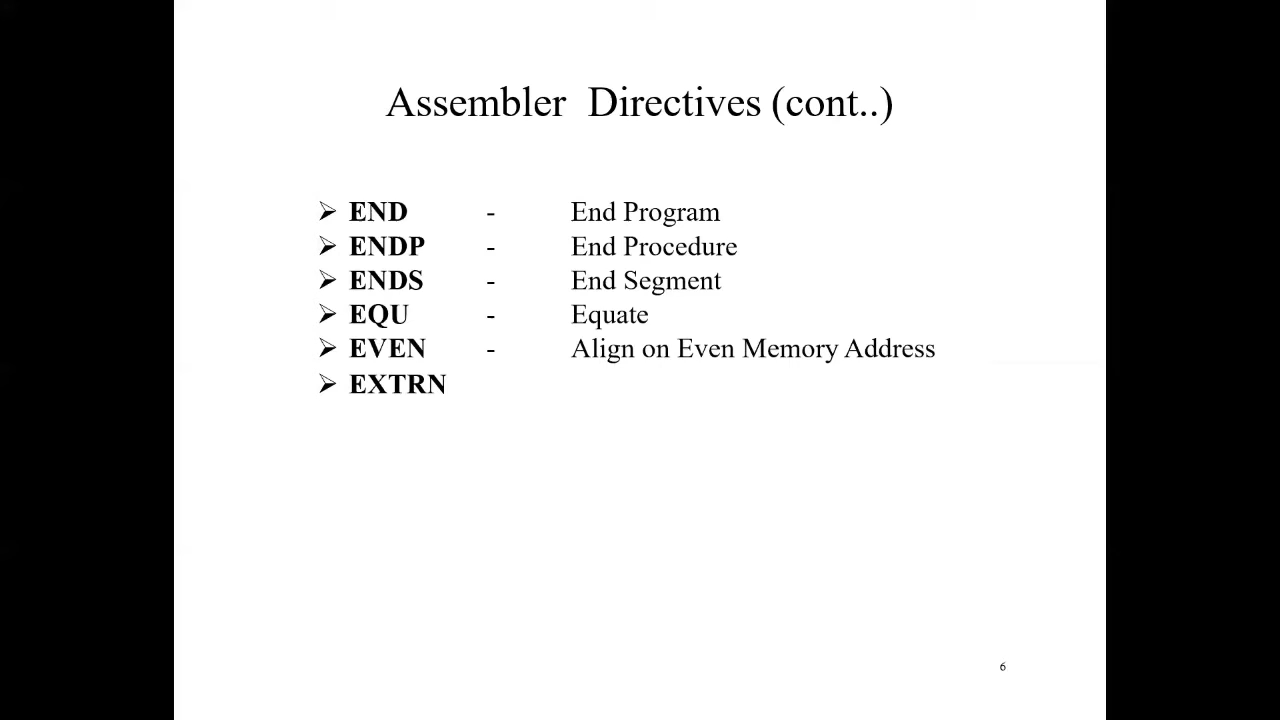 Assembler Directives (cont..)
➢ END - End Program
➢ ENDP - End Procedure
➢ ENDS - End Segment
➢ EQU - Equate
➢ EVEN - Align on Even Memory Address
➢ EXTRN
6